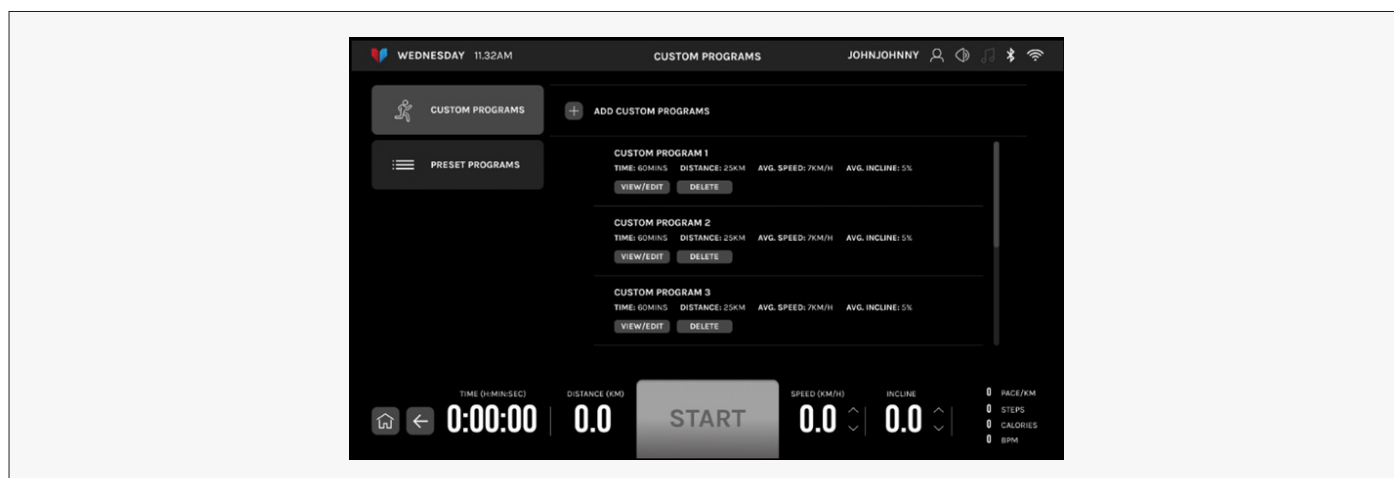 WEDNESDAY 11.32AM CUSTOM PROGRAMS JOHNJOHNNY
CUSTOM PROGRAMS
PRESET PROGRAMS
ADD CUSTOM PROGRAMS
CUSTOM PROGRAM 1
TIME: 60MINS DISTANCE: 25KM AVG. SPEED: 7KM/H AVG. INCLINE: 5%
VIEW/EDIT DELETE
CUSTOM PROGRAM 2
TIME: 60MINS DISTANCE: 25KM AVG. SPEED: 7KM/H AVG. INCLINE: 5%
VIEW/EDIT DELETE
CUSTOM PROGRAM 3
TIME: 60MINS DISTANCE: 25KM AVG. SPEED: 7KM/H AVG. INCLINE: 5%
VIEW/EDIT DELETE
TIME (H:MIN:SEC)
0:00:00
DISTANCE (KM)
0.0
START
SPEED (KM/H)
0.0
INCLINE
0.0
0 PACE/KM
0 STEPS
0 CALORIES
0 BPM